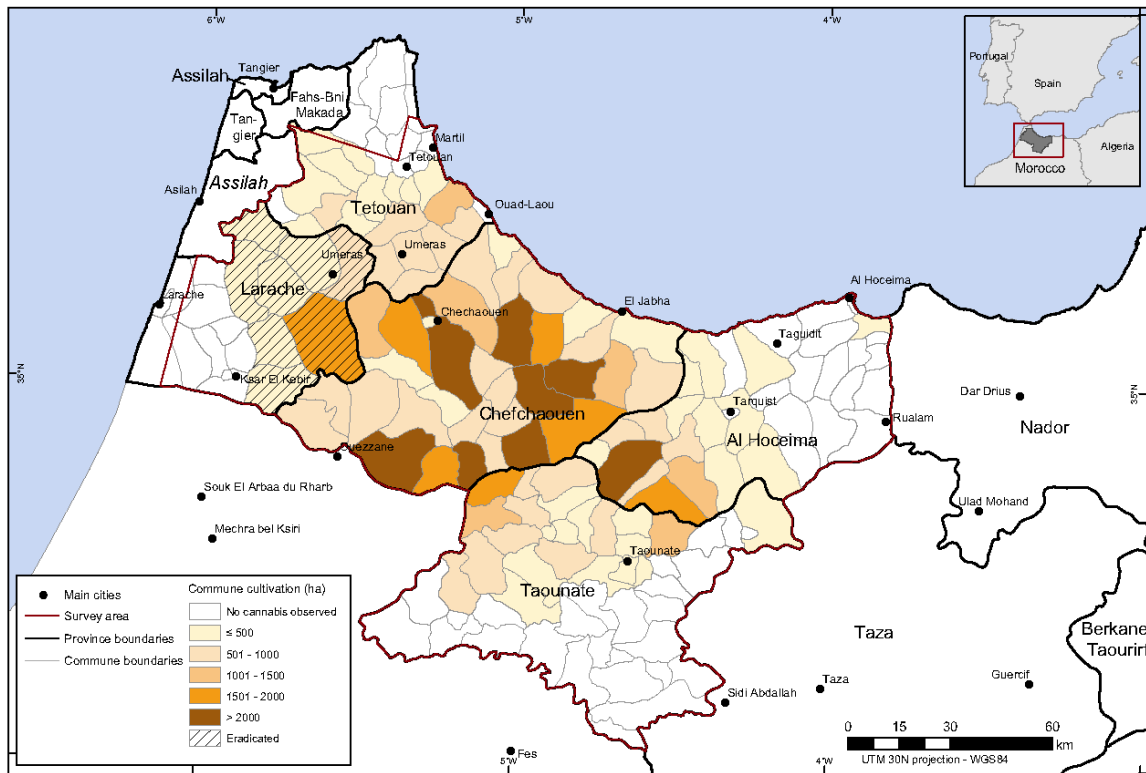 6°W
5°W
4°W
Portugal
Spain
Algeria
Morocco
Assilah
Tangier
Fahs-Bni
Makada
Tan-
gier
Martil
Tetouan
Assilah
Asilah
Tetouan
Ouad-Laou
Umeras
Umeras
Larache
Larache
Chechaouen
El Jabha
Al Hoceima
Taguidit
35°N
35°N
Ksar El Kebir
Chefchaouen
Tarquist
Al Hoceima
Dar Drius
Rualam
Nador
Ouezzane
Souk El Arbaa du Rharb
Mechra bel Ksiri
Ulad Mohand
Taounate
Taounate
Taza
Berkane
Taourirt
Sidi Abdallah
Taza
Guercif
Fes
Main cities
Survey area
Province boundaries
Commune boundaries
Commune cultivation (ha)
No cannabis observed
≤ 500
501 - 1000
1001 - 1500
1501 - 2000
> 2000
Eradicated
0 15 30 60
km
UTM 30N projection - WGS84
5°W
4°W